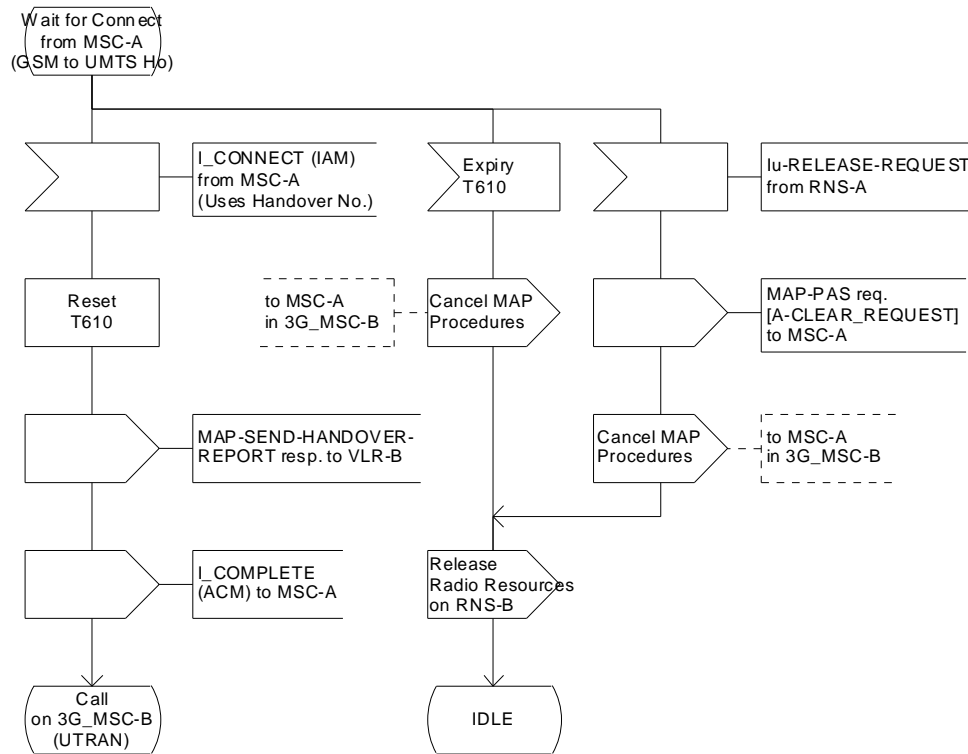 Wait for Connect
from MSC-A
(GSM to UMTS Ho)
I_CONNECT (IAM)
from MSC-A
(Uses Handover No.)
Expiry
T610
Iu-RELEASE-REQUEST
from RNS-A
Reset
T610
to MSC-A
in 3G_MSC-B
Cancel MAP
Procedures
MAP-PAS req.
[A-CLEAR_REQUEST]
to MSC-A
MAP-SEND-HANDOVER-
REPORT resp. to VLR-B
Cancel MAP
Procedures
to MSC-A
in 3G_MSC-B
I_COMPLETE
(ACM) to MSC-A
Release
Radio Resources
on RNS-B
Call
on 3G_MSC-B
(UTRAN)
IDLE